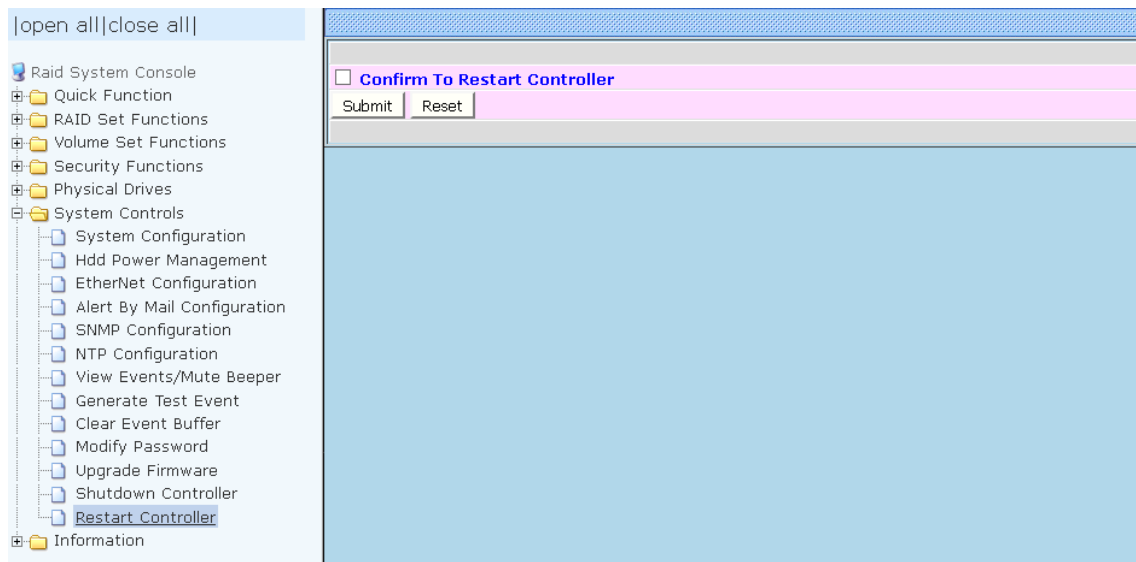 |open all|close all|
Raid System Console
Quick Function
RAID Set Functions
Volume Set Functions
Security Functions
Physical Drives
System Controls
System Configuration
Hdd Power Management
EtherNet Configuration
Alert By Mail Configuration
SNMP Configuration
NTP Configuration
View Events/Mute Beeper
Generate Test Event
Clear Event Buffer
Modify Password
Upgrade Firmware
Shutdown Controller
Restart Controller
Information
Confirm To Restart Controller
Submit Reset